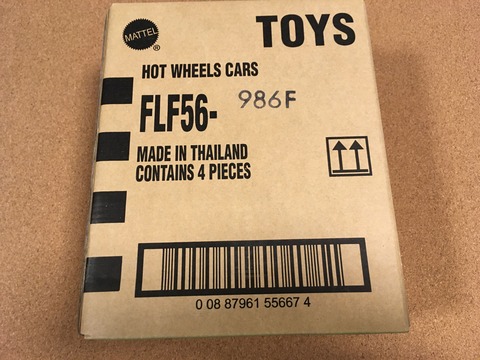 MATTEL
®
TOYS
HOT WHEELS CARS
FLF56- 986F
MADE IN THAILAND
CONTAINS 4 PIECES
0 08 87961 55667 4